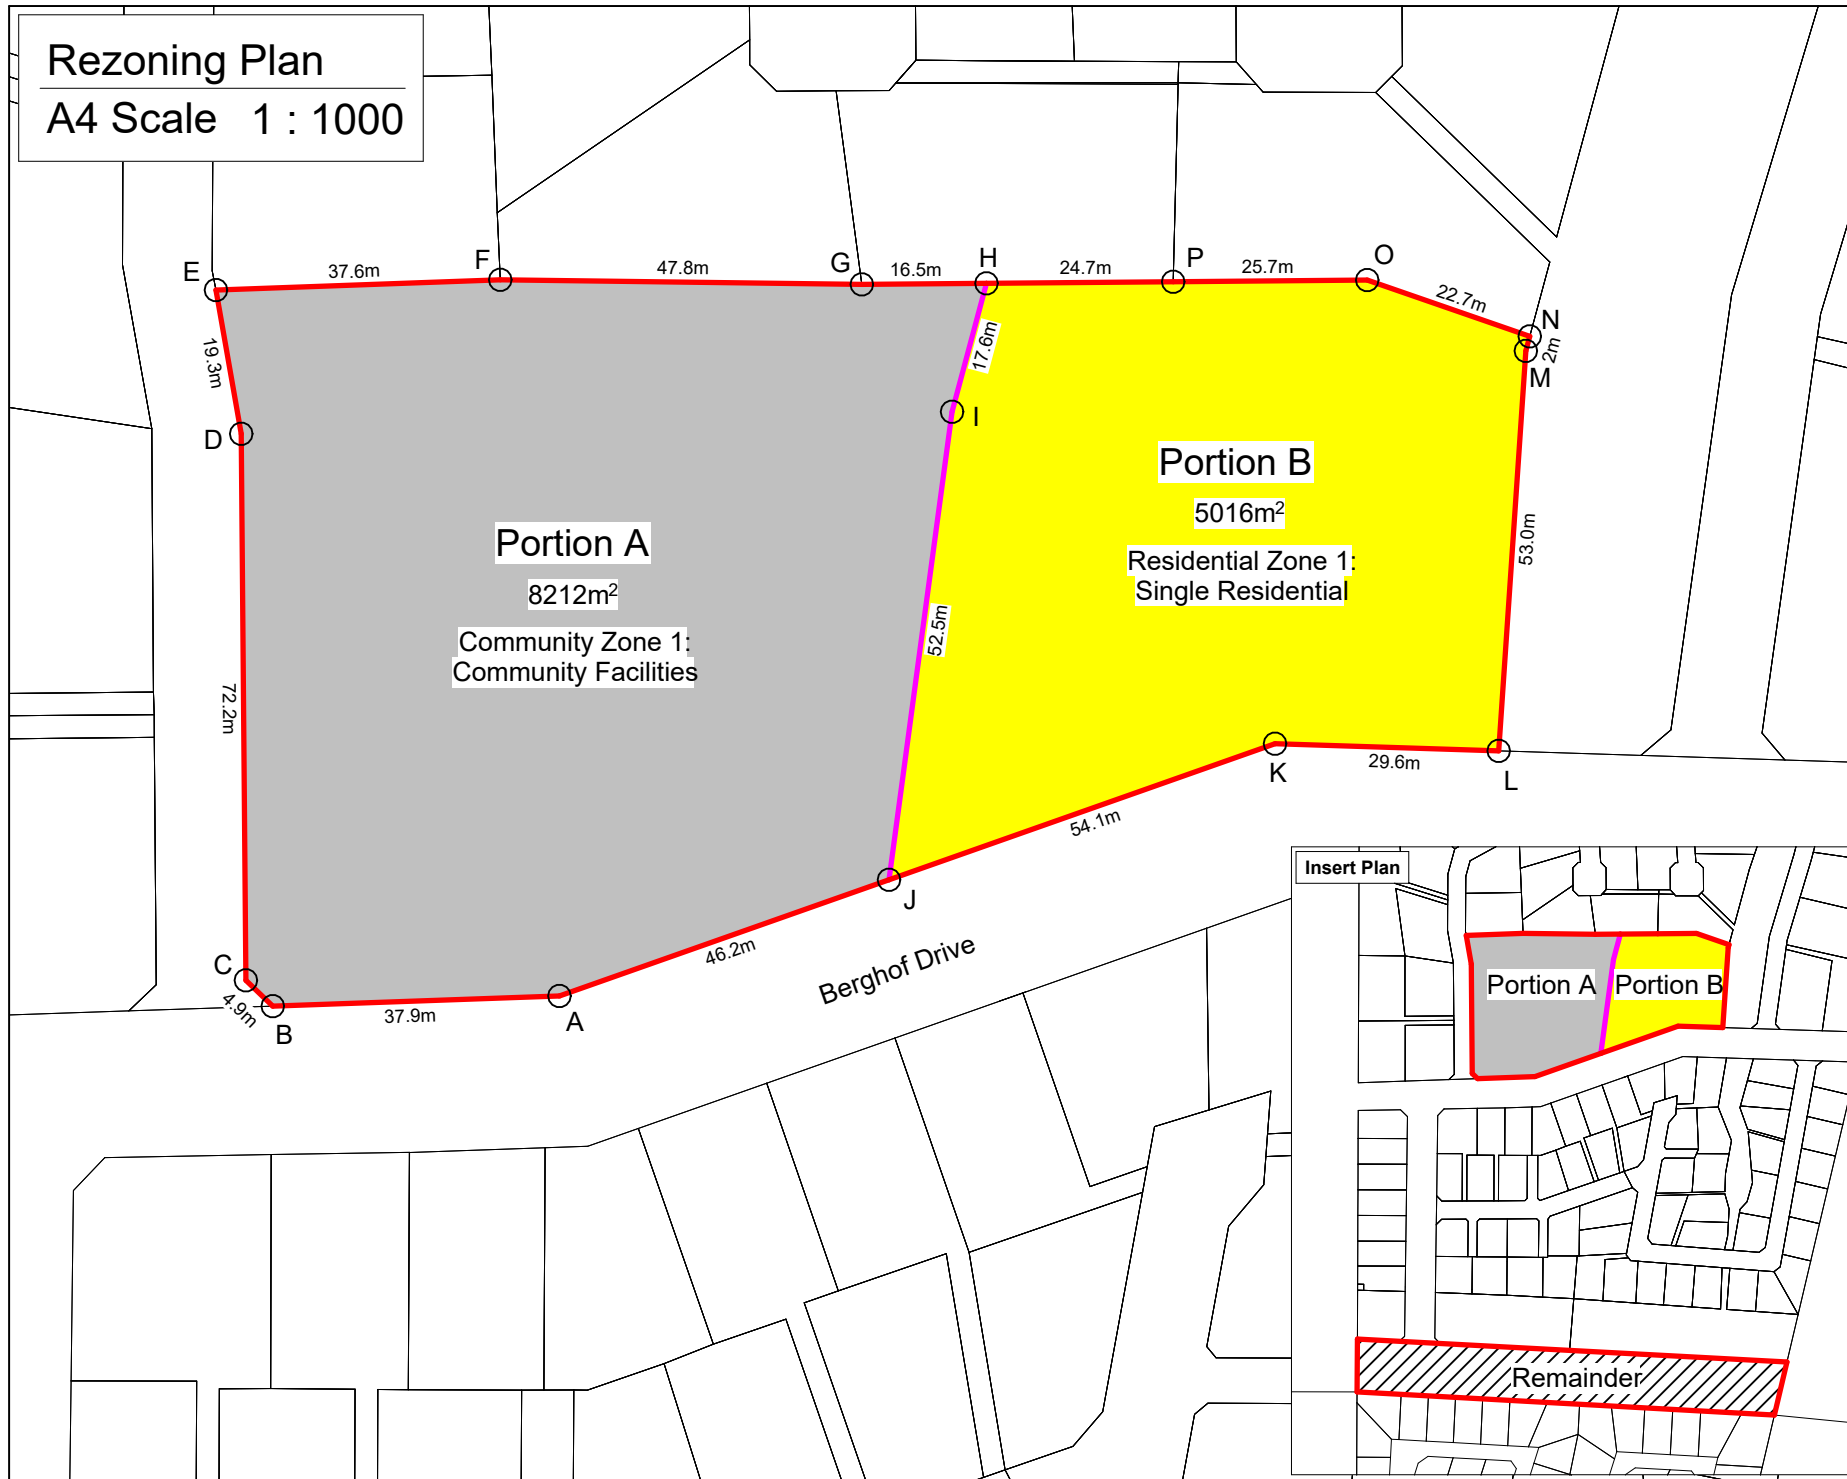 Rezoning Plan
A4 Scale 1 : 1000
E
37.6m
F
47.8m
G
16.5m
H
24.7m
P
25.7m
O
22.7m
N
2m
M
19.3m
17.6m
D
I
Portion A
8212m²
Community Zone 1:
Community Facilities
Portion B
5016m²
Residential Zone 1:
Single Residential
53.0m
52.5m
72.2m
K
29.6m
L
54.1m
J
46.2m
Berghof Drive
C
4.9m
B
37.9m
A
Insert Plan
Portion A
Portion B
Remainder